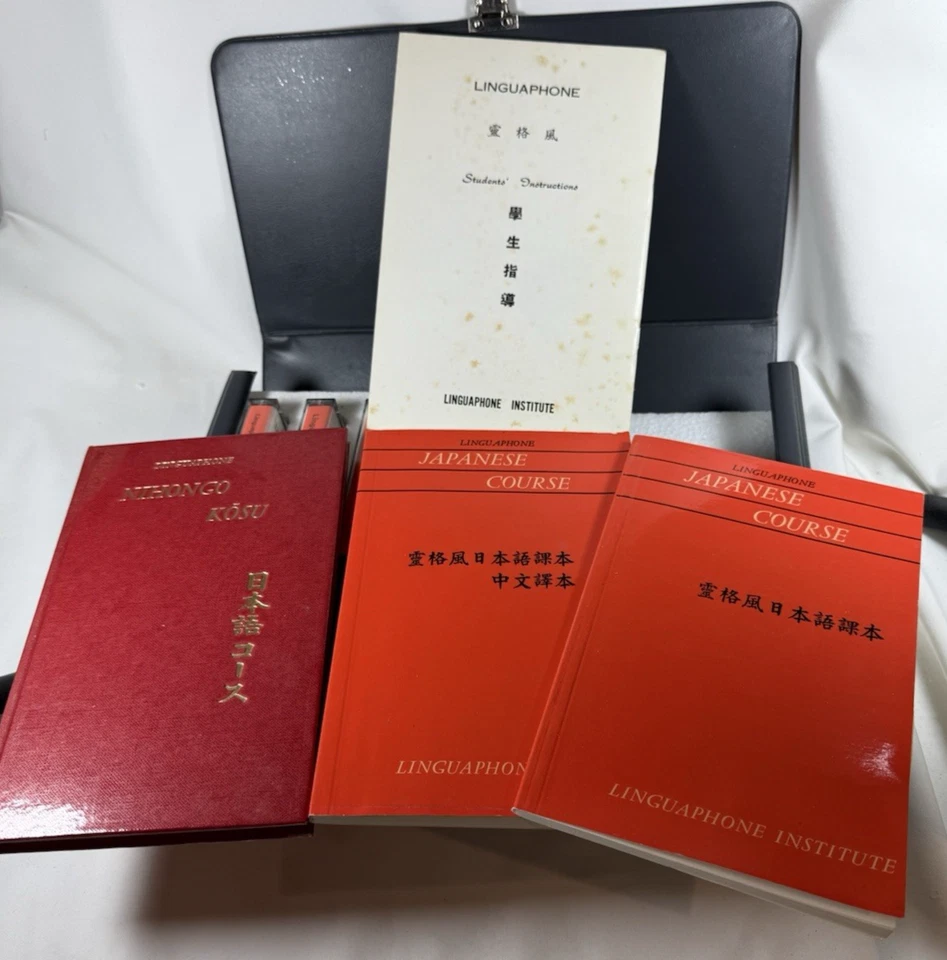 LINGUAPHONE
靈格風
Students' Instructions
學生指導
LINGUAPHONE INSTITUTE
LINGUAPHONE
NIHONGO
KŌSU
日本語コース
LINGUAPHONE
JAPANESE
COURSE
靈格風日本語課本
中文譯本
LINGUAPHON
LINGUAPHONE
JAPANESE
COURSE
靈格風日本語課本
LINGUAPHONE INSTITUTE